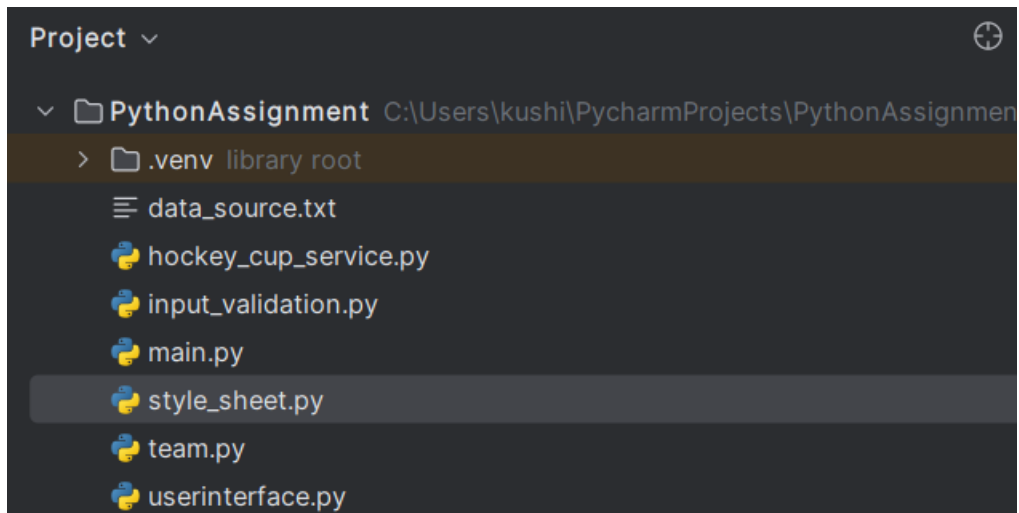 Project
PythonAssignment C:\Users\kushi\PycharmProjects\PythonAssignmen
.venv library root
data_source.txt
hockey_cup_service.py
input_validation.py
main.py
style_sheet.py
team.py
userinterface.py